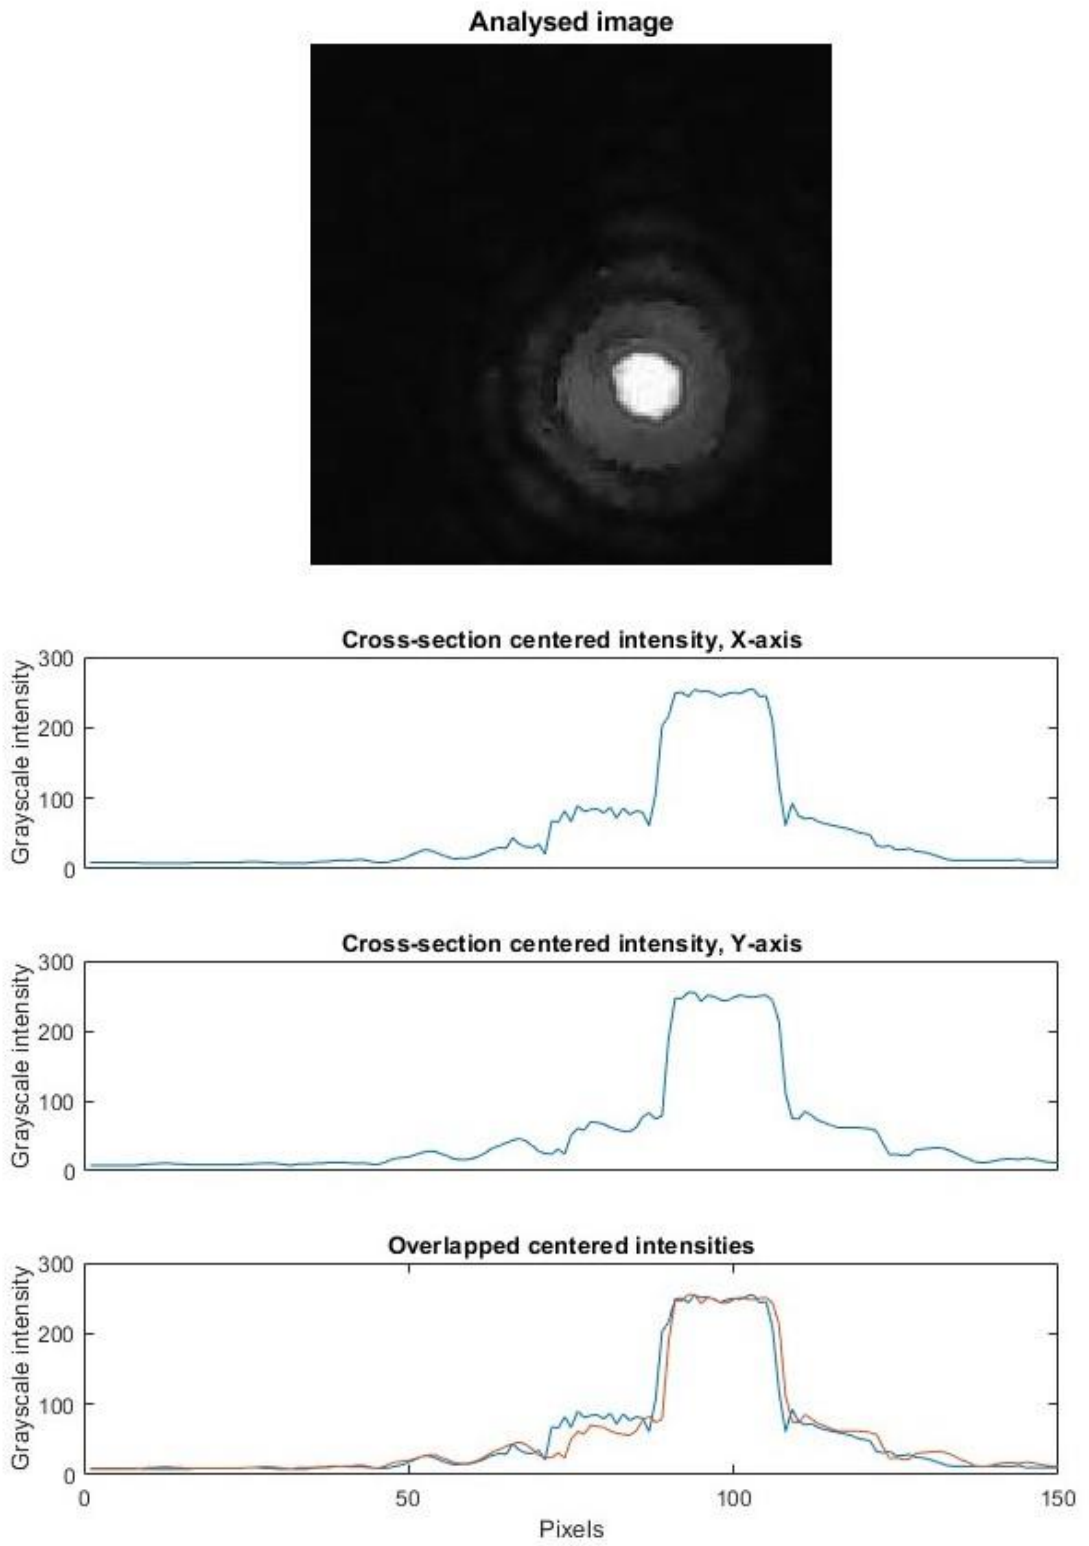 Analysed image
Cross-section centered intensity, X-axis
Grayscale intensity
300
200
100
0
Cross-section centered intensity, Y-axis
Grayscale intensity
300
200
100
0
Overlapped centered intensities
Grayscale intensity
300
200
100
0
0 50 100 150
Pixels